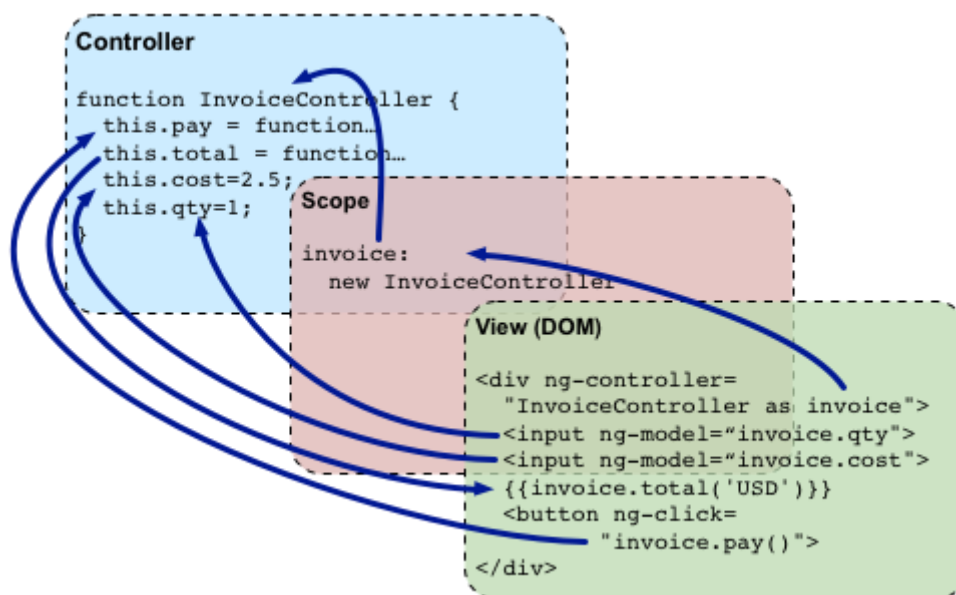 Controller
function InvoiceController {
this.pay = function…
this.total = function…
this.cost=2.5;
this.qty=1;
}
Scope
invoice:
new InvoiceController
View (DOM)
<div ng-controller=
"InvoiceController as invoice">
<input ng-model=“invoice.qty">
<input ng-model=“invoice.cost">
{{invoice.total('USD')}}
<button ng-click=
"invoice.pay()">
</div>